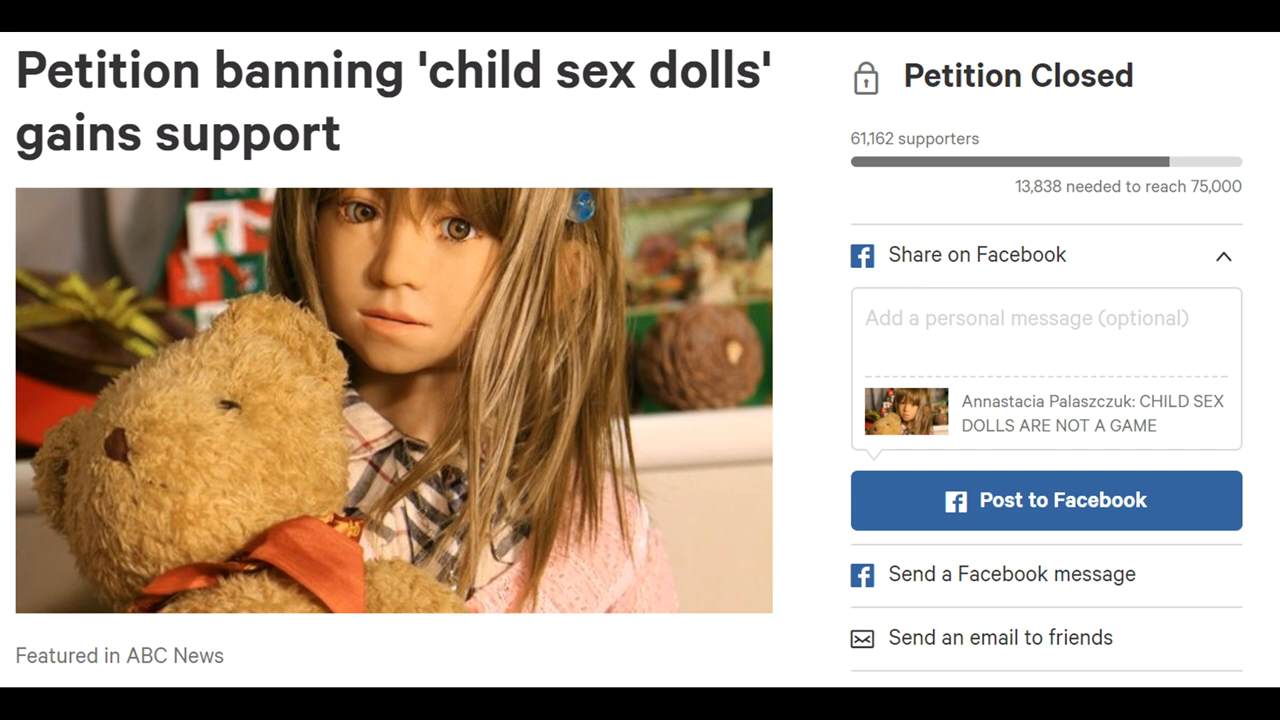 Petition banning 'child sex dolls'
gains support
Featured in ABC News
Petition Closed
61,162 supporters
13,838 needed to reach 75,000
Share on Facebook
Add a personal message (optional)
Annastacia Palaszczuk: CHILD SEX
DOLLS ARE NOT A GAME
Post to Facebook
Send a Facebook message
Send an email to friends